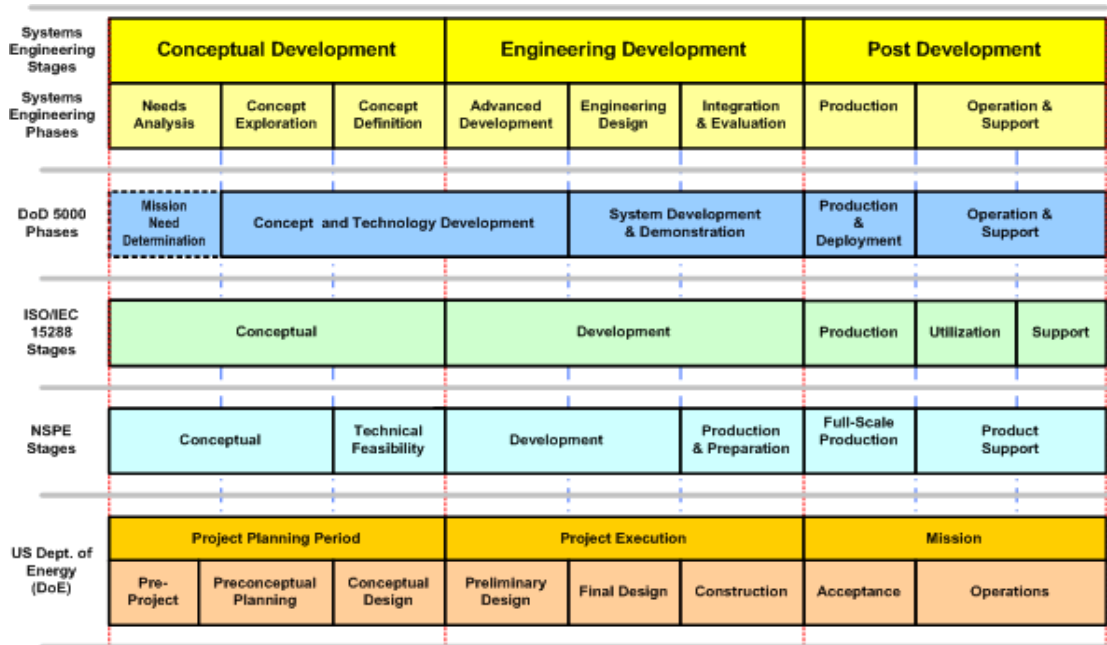 Systems
Engineering
Stages
Conceptual Development
Engineering Development
Post Development
Systems
Engineering
Phases
Needs
Analysis
Concept
Exploration
Concept
Definition
Advanced
Development
Engineering
Design
Integration
& Evaluation
Production
Operation &
Support
DoD 5000
Phases
Mission
Need
Determination
Concept and Technology Development
System Development
& Demonstration
Production
&
Deployment
Operation &
Support
ISO/IEC
15288
Stages
Conceptual
Development
Production
Utilization
Support
NSPE
Stages
Conceptual
Technical
Feasibility
Development
Production
& Preparation
Full-Scale
Production
Product
Support
US Dept. of
Energy
(DoE)
Project Planning Period
Project Execution
Mission
Pre-
Project
Preconceptual
Planning
Conceptual
Design
Preliminary
Design
Final Design
Construction
Acceptance
Operations